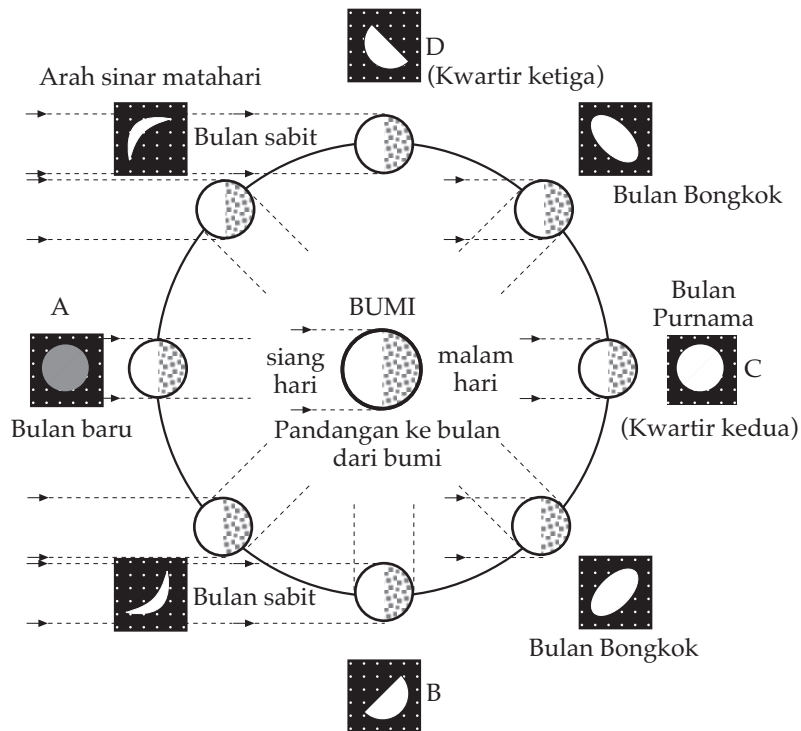 D
(Kwartir ketiga)
Arah sinar matahari
Bulan sabit
Bulan Bongkok
A
BUMI
Bulan
Purnama
siang
hari
malam
hari
C
Bulan baru
Pandangan ke bulan
dari bumi
(Kwartir kedua)
Bulan sabit
Bulan Bongkok
B